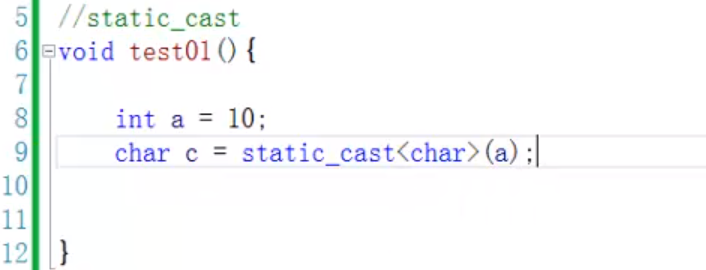 5 //static_cast
6 void test01(){
7
8 int a = 10;
9 char c = static_cast<char>(a);
10
11
12 }